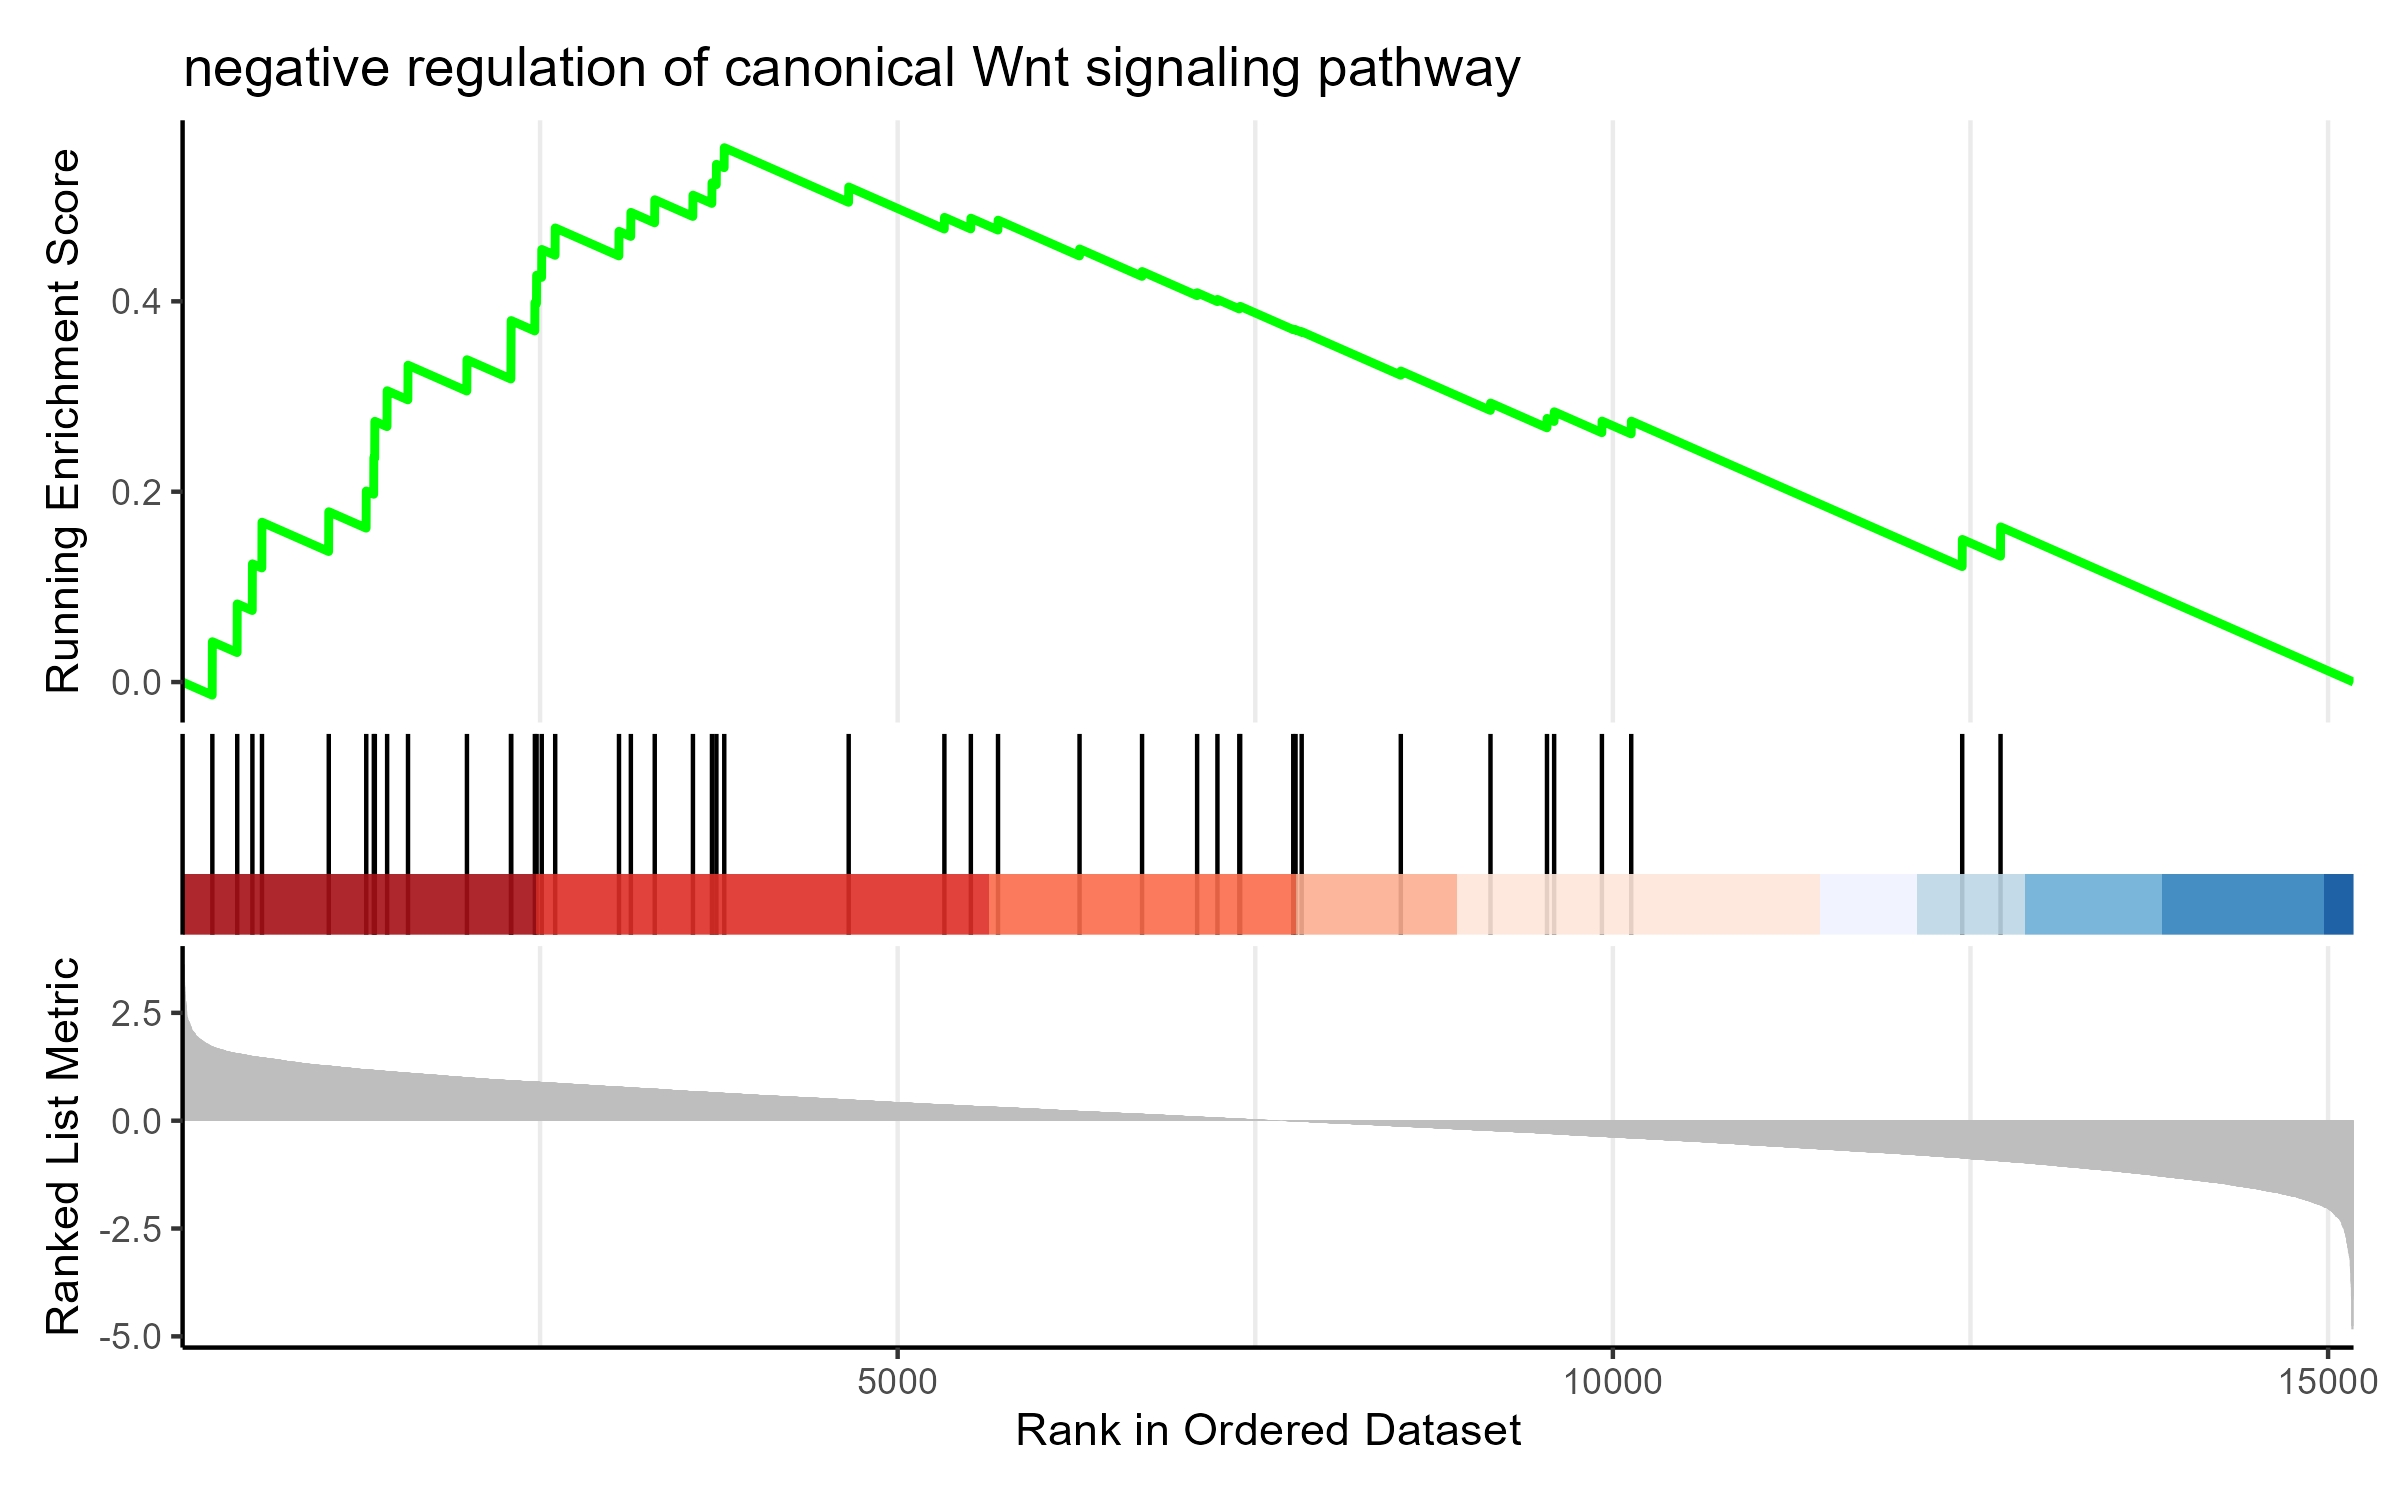 negative regulation of canonical Wnt signaling pathway
Running Enrichment Score
0.4
0.2
0.0
Ranked List Metric
2.5
0.0
-2.5
-5.0
5000
10000
15000
Rank in Ordered Dataset